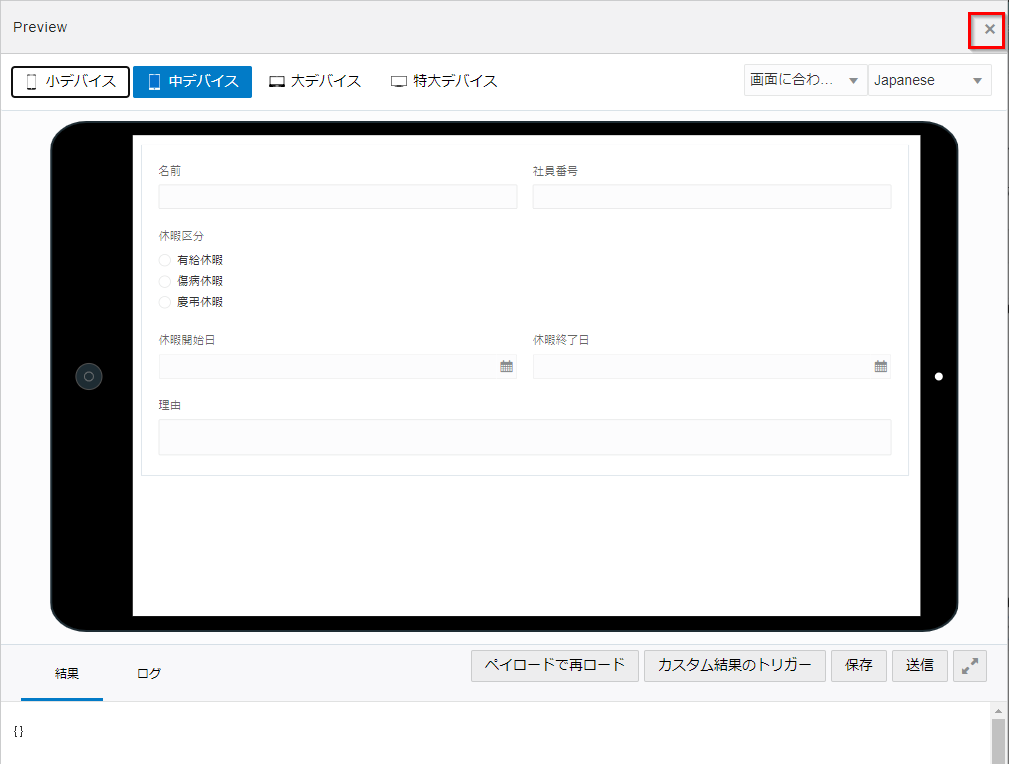 Preview
×
小デバイス 中デバイス 大デバイス 特大デバイス 画面に合わ... Japanese
名前 社員番号
休暇区分
有給休暇
傷病休暇
慶弔休暇
休暇開始日 休暇終了日
理由
結果 ログ ペイロードで再ロード カスタム結果のトリガー 保存 送信
{}